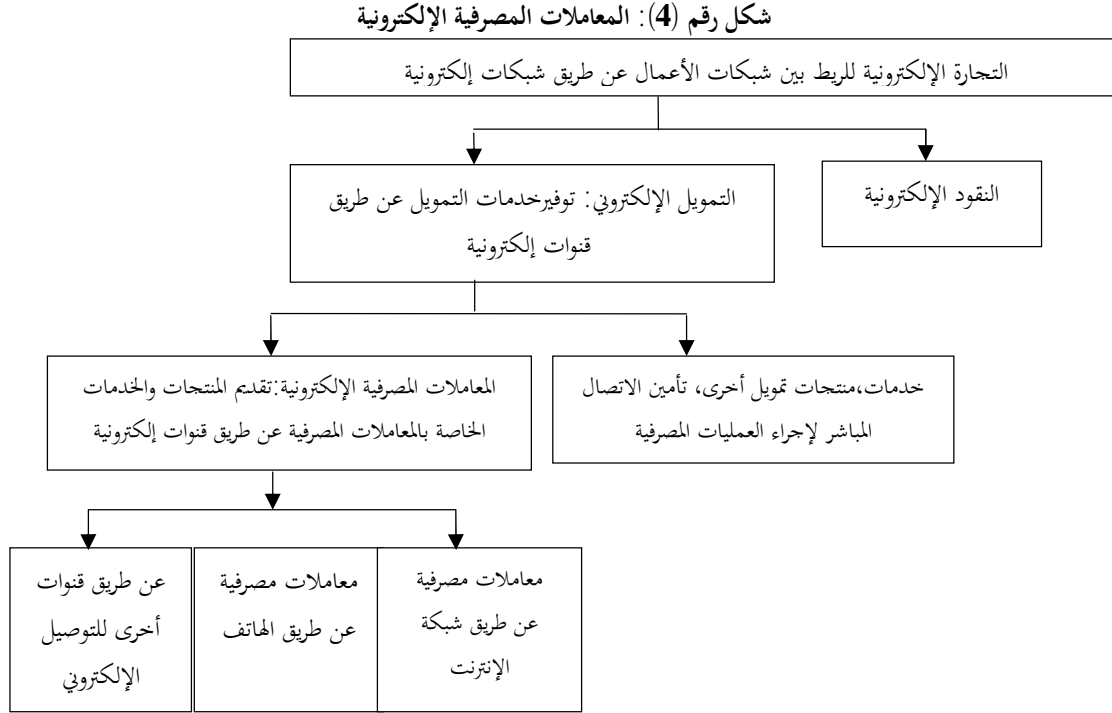 شكل رقم (4): المعاملات المصرفية الإلكترونية
التجارة الإلكترونية للربط بين شبكات الأعمال عن طريق شبكات إلكترونية
النقود الإلكترونية
التمويل الإلكتروني: توفيرخدمات التمويل عن طريق
قنوات إلكترونية
خدمات،منتجات تمويل أخرى، تأمين الاتصال
المباشر لإجراء العمليات المصرفية
المعاملات المصرفية الإلكترونية:تقديم المنتجات والخدمات
الخاصة بالمعاملات المصرفية عن طريق قنوات إلكترونية
معاملات مصرفية
عن طريق شبكة
الإنترنت
معاملات مصرفية
عن طريق الهاتف
عن طريق قنوات
أخرى للتوصيل
الإلكتروني